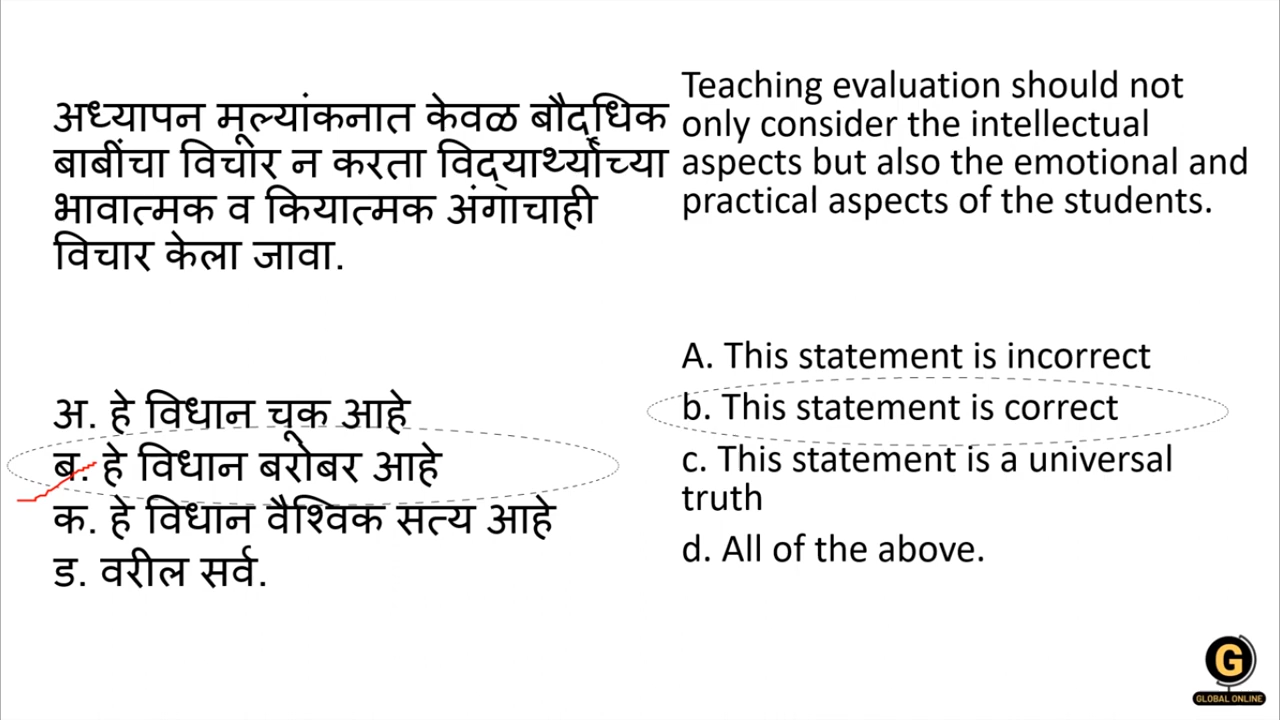 अध्यापन मूल्यांकनात केवळ बौद्धिक
बाबींचा विचार न करता विद्यार्थ्यांच्या
भावात्मक व कियात्मक अंगाचाही
विचार केला जावा.
अ. हे विधान चूक आहे
ब. हे विधान बरोबर आहे
क. हे विधान वैश्विक सत्य आहे
ड. वरील सर्व.
Teaching evaluation should not
only consider the intellectual
aspects but also the emotional and
practical aspects of the students.
A. This statement is incorrect
b. This statement is correct
c. This statement is a universal
truth
d. All of the above.
G
GLOBAL ONLINE